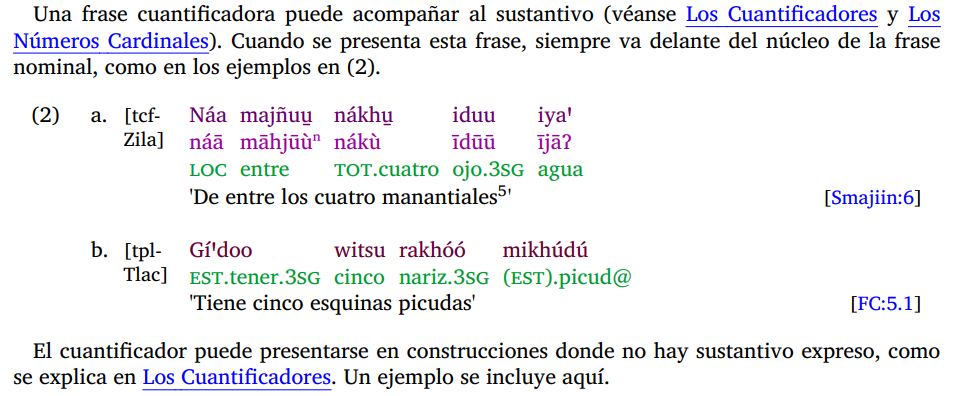 Una frase cuantificadora puede acompañar al sustantivo (véanse Los Cuantificadores y Los
Números Cardinales). Cuando se presenta esta frase, siempre va delante del núcleo de la frase
nominal, como en los ejemplos en (2).
(2) a. [tcf- Náa majñuu̱ nákhu̱ iduu iyaꞌ
Zila] náā māhjūùⁿ nákù īdūū ījāʔ
LOC entre TOT.cuatro ojo.3SG agua
'De entre los cuatro manantiales⁵' [Smajiin:6]
b. [tpl- Gíꞌdoo witsu rakhóó mikhúdú
Tlac] EST.tener.3SG cinco nariz.3SG (EST).picud@
'Tiene cinco esquinas picudas' [FC:5.1]
El cuantificador puede presentarse en construcciones donde no hay sustantivo expreso, como
se explica en Los Cuantificadores. Un ejemplo se incluye aquí.